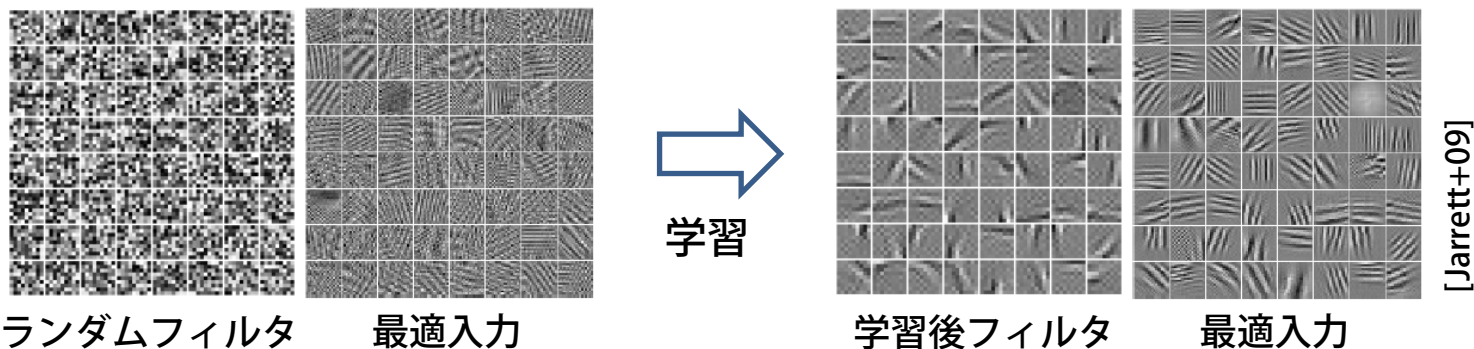 ランダムフィルタ
最適入力
学習
学習後フィルタ
最適入力
[Jarrett+09]